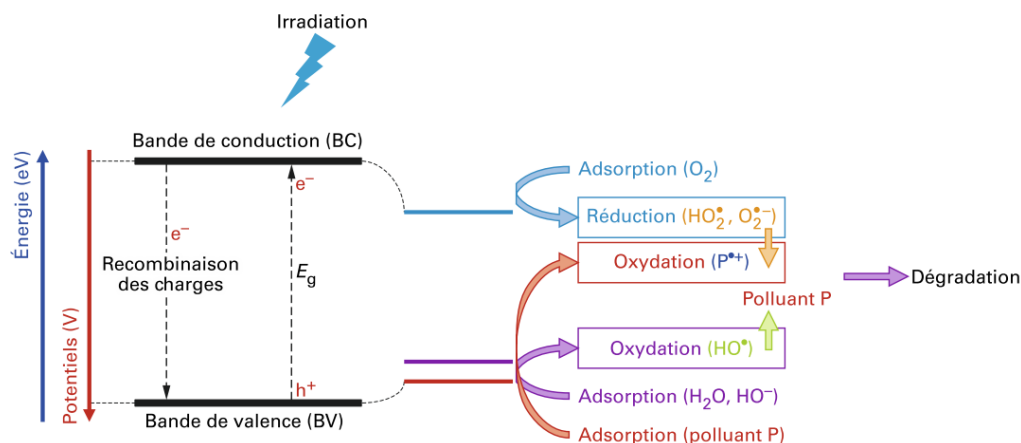 Irradiation
Énergie (eV)
Potentiels (V)
Bande de conduction (BC)
e⁻
e⁻
Recombinaison
des charges
E_g
h⁺
Bande de valence (BV)
Adsorption (O₂)
Réduction (HO₂•, O₂•⁻)
Oxydation (P•⁺)
Dégradation
Polluant P
Oxydation (HO•)
Adsorption (H₂O, HO⁻)
Adsorption (polluant P)